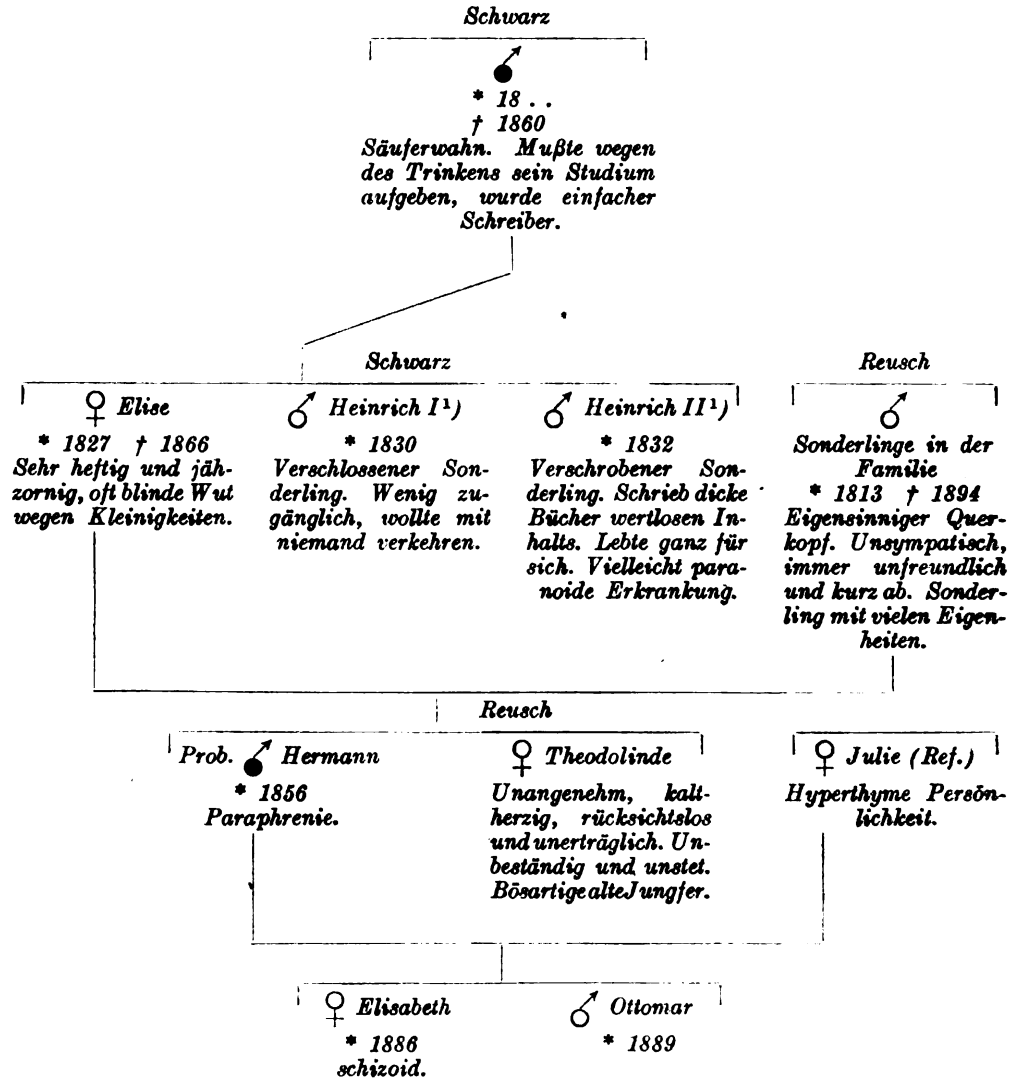 Schwarz
* 18 . .
† 1860
Säuferwahn. Mußte wegen
des Trinkens sein Studium
aufgeben, wurde einfacher
Schreiber.
Schwarz
Reusch
Elise
* 1827 † 1866
Sehr heftig und jäh-
zornig, oft blinde Wut
wegen Kleinigkeiten.
Heinrich I¹)
* 1830
Verschlossener Son-
derling. Wenig zu-
gänglich, wollte mit
niemand verkehren.
Heinrich II¹)
* 1832
Verschrobener Son-
derling. Schrieb dicke
Bücher wertlosen In-
halts. Lebte ganz für
sich. Vielleicht para-
noide Erkrankung.
Sonderlinge in der
Familie
* 1813 † 1894
Eigensinniger Quer-
kopf. Unsympatisch,
immer unfreundlich
und kurz ab. Sonder-
ling mit vielen Eigen-
heiten.
Reusch
Prob. Hermann
* 1856
Paraphrenie.
Theodolinde
Unangenehm, kalt-
herzig, rücksichtslos
und unerträglich. Un-
beständig und unstet.
Bösartige alte Jungfer.
Julie (Ref.)
Hyperthyme Persön-
lichkeit.
Elisabeth
* 1886
schizoid.
Ottomar
* 1889